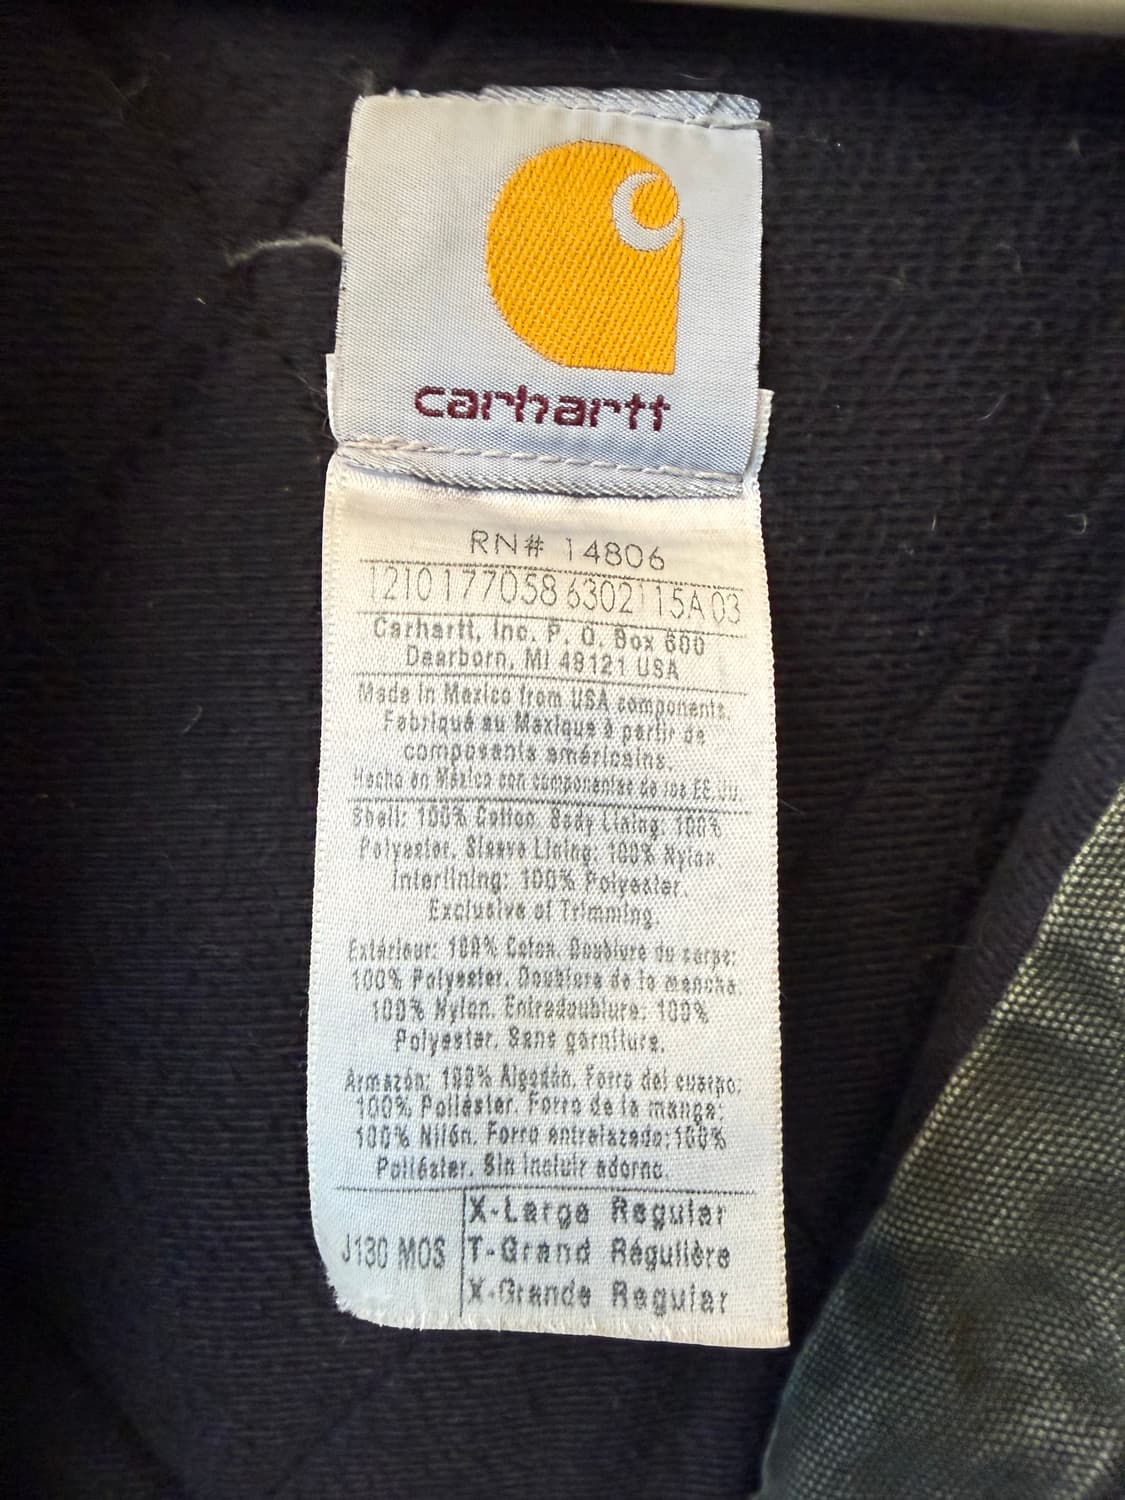 carhartt
RN# 14806
1210177058 6302115A 03
Carhartt, Inc. P. O. Box 600
Dearborn, MI 48121 USA
Made in Mexico from USA components.
Fabriqué au Mexique à partir de
composants américains.
Hecho en México con componentes de los EE.UU.
Shell: 100% Cotton. Body Lining: 100%
Polyester. Sleeve Lining: 100% Nylon
Interlining: 100% Polyester.
Exclusive of Trimming.
Extérieur: 100% Coton. Doublure du corps:
100% Polyester. Doublure de la mancha:
100% Nylon. Entredoublure: 100%
Polyester. Sans garniture.
Armazón: 100% Algodón. Forro del cuerpo:
100% Poliéster. Forro de la manga:
100% Nilón. Forro entrelazado: 100%
Poliéster. Sin incluir adorno.
J130 MOS
X-Large Regular
T-Grand Régulière
X-Grande Regular